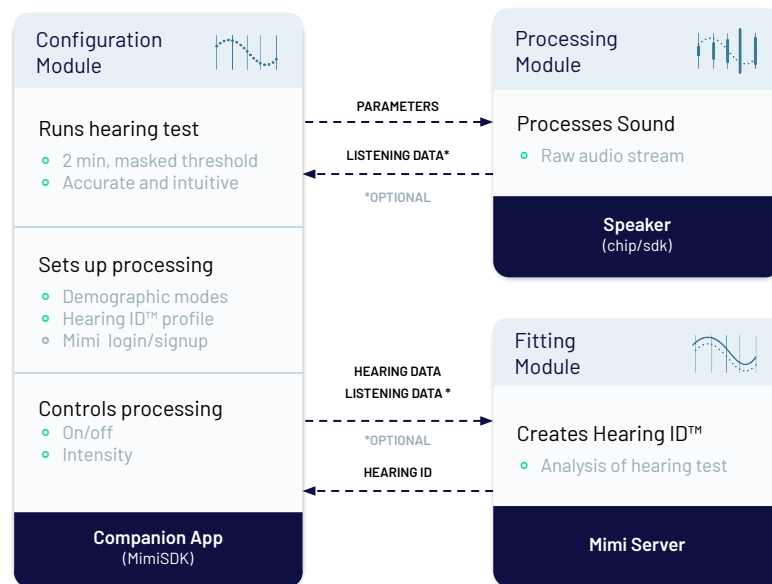 Configuration
Module
Runs hearing test
2 min, masked threshold
Accurate and intuitive
Sets up processing
Demographic modes
Hearing ID™ profile
Mimi login/signup
Controls processing
On/off
Intensity
Companion App
(MimiSDK)
PARAMETERS
LISTENING DATA*
*OPTIONAL
HEARING DATA
LISTENING DATA *
*OPTIONAL
HEARING ID
Processing
Module
Processes Sound
Raw audio stream
Speaker
(chip/sdk)
Fitting
Module
Creates Hearing ID™
Analysis of hearing test
Mimi Server